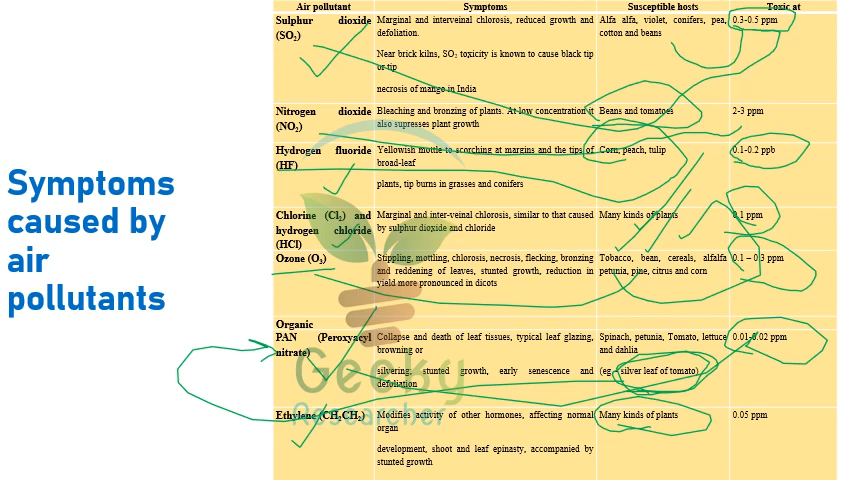 Symptoms
caused by
air
pollutants
Air pollutant Symptoms Susceptible hosts Toxic at
Sulphur dioxide (SO₂)
Marginal and interveinal chlorosis, reduced growth and
defoliation.
Near brick kilns, SO₂ toxicity is known to cause black tip
or tip
necrosis of mango in India
Alfa alfa, violet, conifers, pea,
cotton and beans
0.3-0.5 ppm
Nitrogen dioxide
(NO₂)
Bleaching and bronzing of plants. At low concentration it
also supresses plant growth
Beans and tomatoes
2-3 ppm
Hydrogen fluoride
(HF)
Yellowish mottle to scorching at margins and the tips of
broad-leaf
plants, tip burns in grasses and conifers
Corn, peach, tulip
0.1-0.2 ppb
Chlorine (Cl₂) and
hydrogen chloride
(HCl)
Marginal and inter-veinal chlorosis, similar to that caused
by sulphur dioxide and chloride
Many kinds of plants
0.1 ppm
Ozone (O₃)
Stippling, mottling, chlorosis, necrosis, flecking, bronzing
and reddening of leaves, stunted growth, reduction in
yield more pronounced in dicots
Tobacco, bean, cereals, alfalfa
petunia, pine, citrus and corn
0.1 – 0.3 ppm
Organic
PAN (Peroxyacyl
nitrate)
Collapse and death of leaf tissues, typical leaf glazing,
browning or
silvering, stunted growth, early senescence and
defoliation
Spinach, petunia, Tomato, lettuce
and dahlia
(eg - silver leaf of tomato)
0.01-0.02 ppm
Ethylene (CH₂CH₂)
Modifies activity of other hormones, affecting normal
organ
development, shoot and leaf epinasty, accompanied by
stunted growth
Many kinds of plants
0.05 ppm
Geeky
Researcher